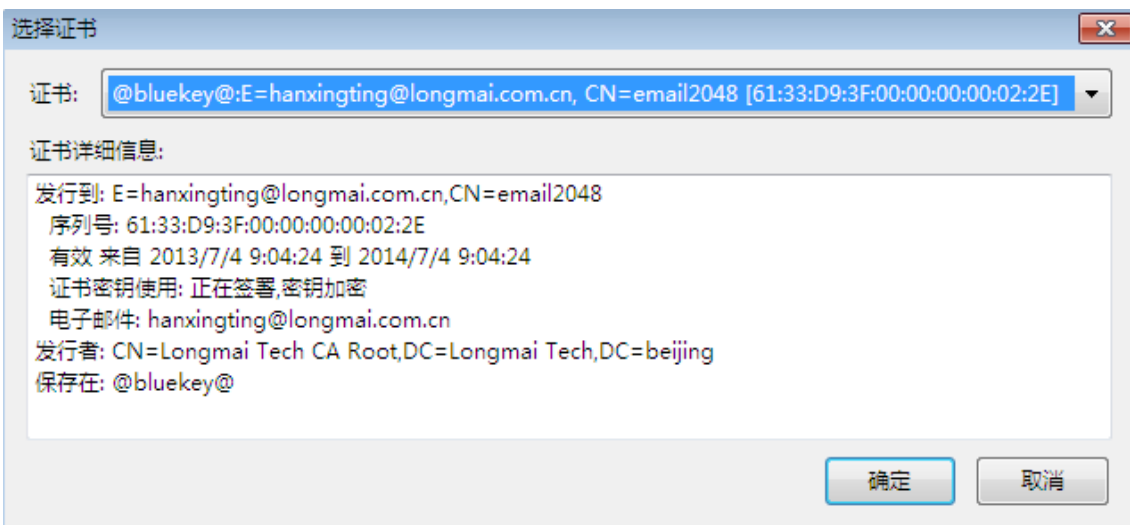 选择证书
证书: @bluekey@:E=hanxingting@longmai.com.cn, CN=email2048 [61:33:D9:3F:00:00:00:00:02:2E]
证书详细信息:
发行到: E=hanxingting@longmai.com.cn,CN=email2048
序列号: 61:33:D9:3F:00:00:00:00:02:2E
有效 来自 2013/7/4 9:04:24 到 2014/7/4 9:04:24
证书密钥使用: 正在签署,密钥加密
电子邮件: hanxingting@longmai.com.cn
发行者: CN=Longmai Tech CA Root,DC=Longmai Tech,DC=beijing
保存在: @bluekey@
确定 取消